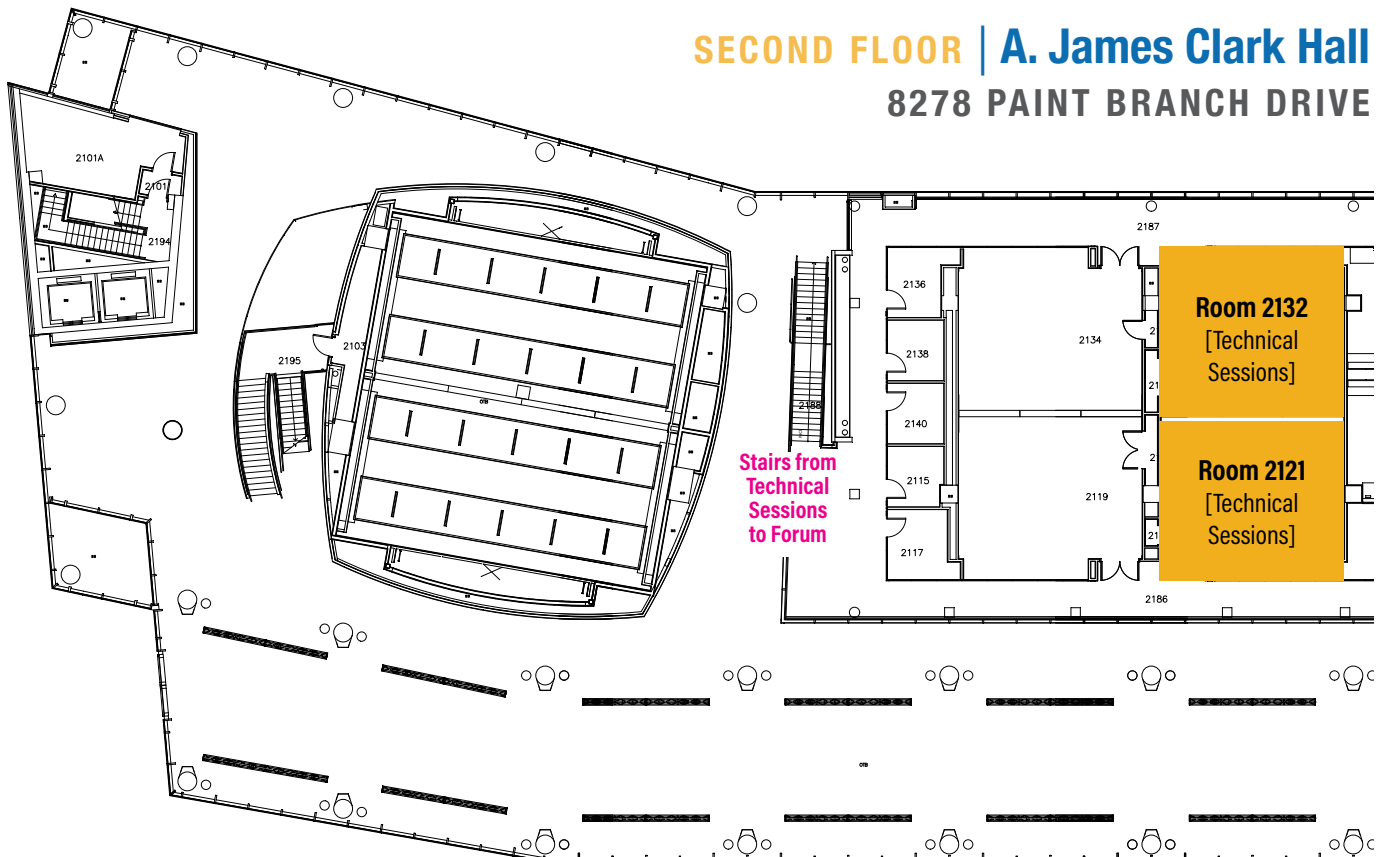 SECOND FLOOR | A. James Clark Hall
8278 PAINT BRANCH DRIVE
2101A
2101
2194
2187
2136
2134
2138
2195
2103
2188
2140
2115
2119
2117
2186
OTB
OTB
Room 2132
[Technical
Sessions]
Room 2121
[Technical
Sessions]
Stairs from
Technical
Sessions
to Forum